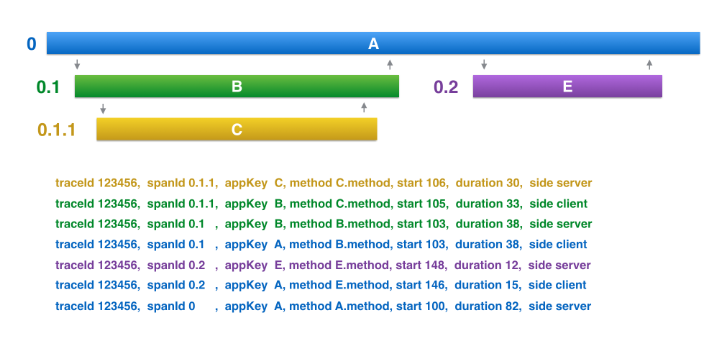 0 A
0.1 B 0.2 E
0.1.1 C
traceId 123456, spanId 0.1.1, appKey C, method C.method, start 106, duration 30, side server
traceId 123456, spanId 0.1.1, appKey B, method C.method, start 105, duration 33, side client
traceId 123456, spanId 0.1 , appKey B, method B.method, start 103, duration 38, side server
traceId 123456, spanId 0.1 , appKey A, method B.method, start 103, duration 38, side client
traceId 123456, spanId 0.2 , appKey E, method E.method, start 148, duration 12, side server
traceId 123456, spanId 0.2 , appKey A, method E.method, start 146, duration 15, side client
traceId 123456, spanId 0 , appKey A, method A.method, start 100, duration 82, side server